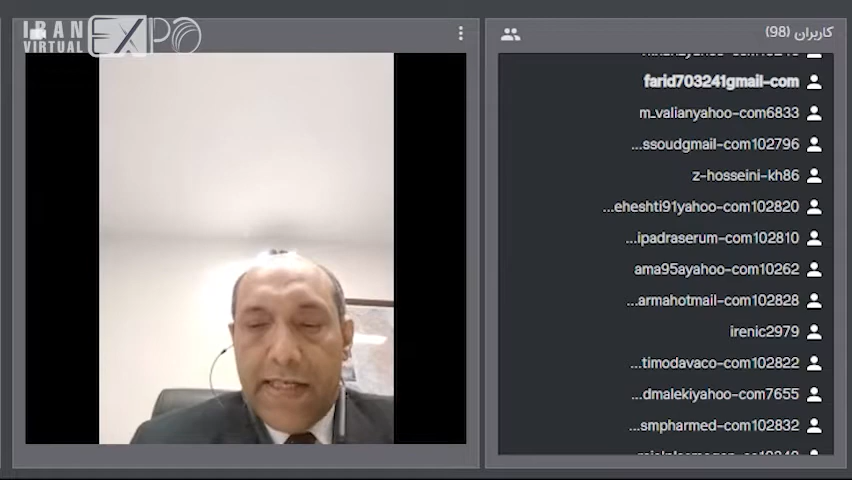 IRAN
VIRTUAL
EXPO
کاربران (98)
farid703241gmail-com
m_valianyahoo-com6833
...ssoudgmail-com102796
z-hosseini-kh86
...eheshti91yahoo-com102820
...ipadraserum-com102810
ama95ayahoo-com10262
...armahotmail-com102828
irenic2979
...timodavaco-com102822
...dmalekiyahoo-com7655
...smpharmed-com102832